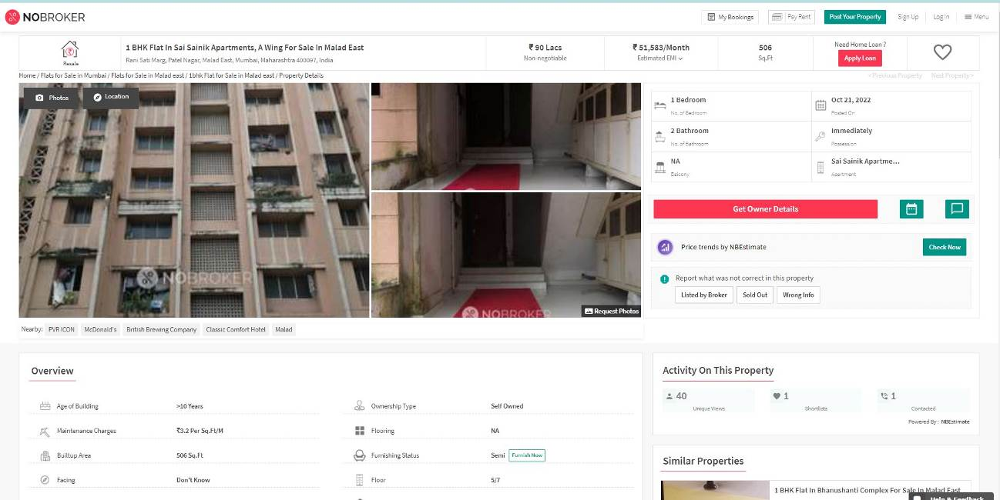 NOBROKER
My Bookings
Pay Rent
Post Your Property
Sign Up
Log in
Menu
Resale
1 BHK Flat In Sai Sainik Apartments, A Wing For Sale In Malad East
Rani Sati Marg, Patel Nagar, Malad East, Mumbai, Maharashtra 400097, India
₹ 90 Lacs
Non-negotiable
₹ 51,583/Month
Estimated EMI
506
Sq.Ft
Need Home Loan ?
Apply Loan
Home / Flats for Sale in Mumbai / Flats for Sale in Malad east / 1bhk Flat for Sale in Malad east / Property Details
<Previous Property
Next Property>
Photos
Location
NOBROKER
NOBROKER
Request Photos
1 Bedroom
No. of Bedroom
Oct 21, 2022
Posted On
2 Bathroom
No. of Bathroom
Immediately
Possession
NA
Balcony
Sai Sainik Apartme...
Apartment
Get Owner Details
Price trends by NBEstimate
Check Now
Report what was not correct in this property
Listed by Broker
Sold Out
Wrong Info
Nearby: PVR ICON McDonald's British Brewing Company Classic Comfort Hotel Malad
Overview
Age of Building >10 Years
Ownership Type Self Owned
Maintenance Charges ₹3.2 Per Sq.Ft/M
Flooring NA
Builtup Area 506 Sq.Ft
Furnishing Status Semi Furnish Now
Facing Don't Know
Floor 5/7
Activity On This Property
40
Unique Views
1
Shortlists
1
Contacted
Powered By : NBEstimate
Similar Properties
1 BHK Flat In Bhanushanti Complex For Sale In Malad East
Help & Feedback